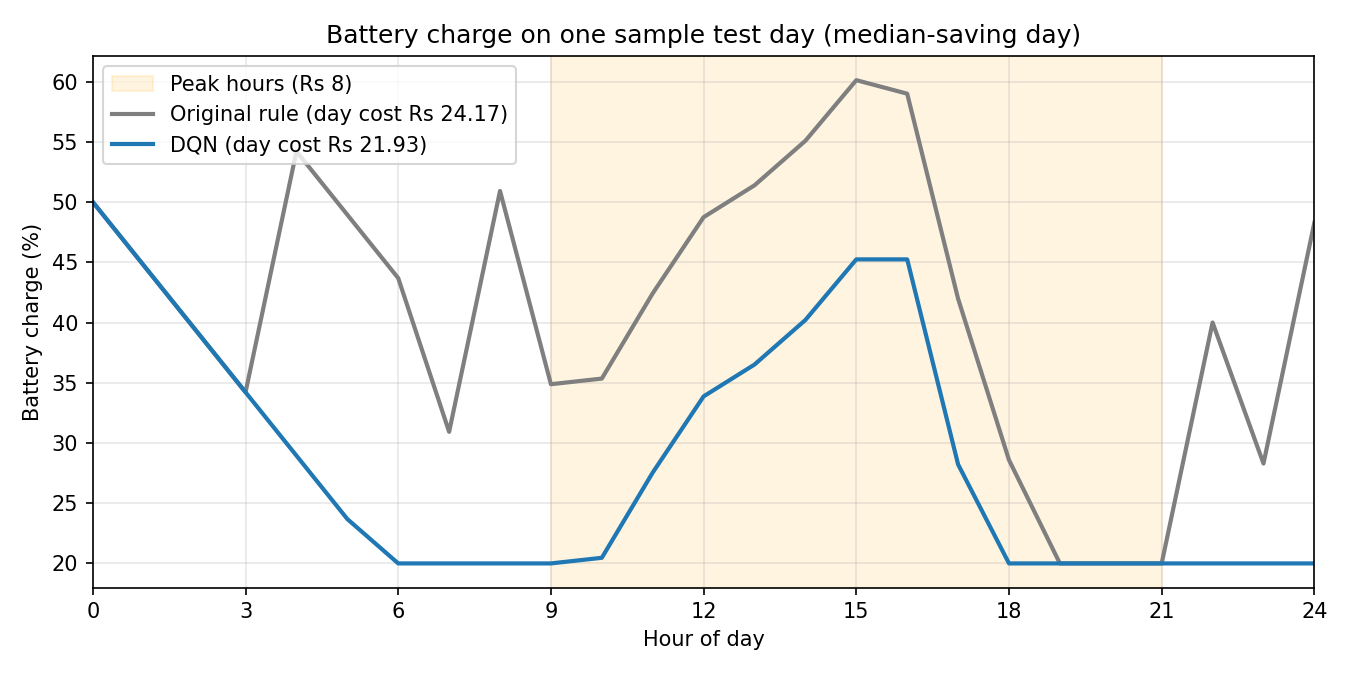 Battery charge on one sample test day (median-saving day)
Peak hours (Rs 8)
Original rule (day cost Rs 24.17)
DQN (day cost Rs 21.93)
Battery charge (%)
60
55
50
45
40
35
30
25
20
0 3 6 9 12 15 18 21 24
Hour of day